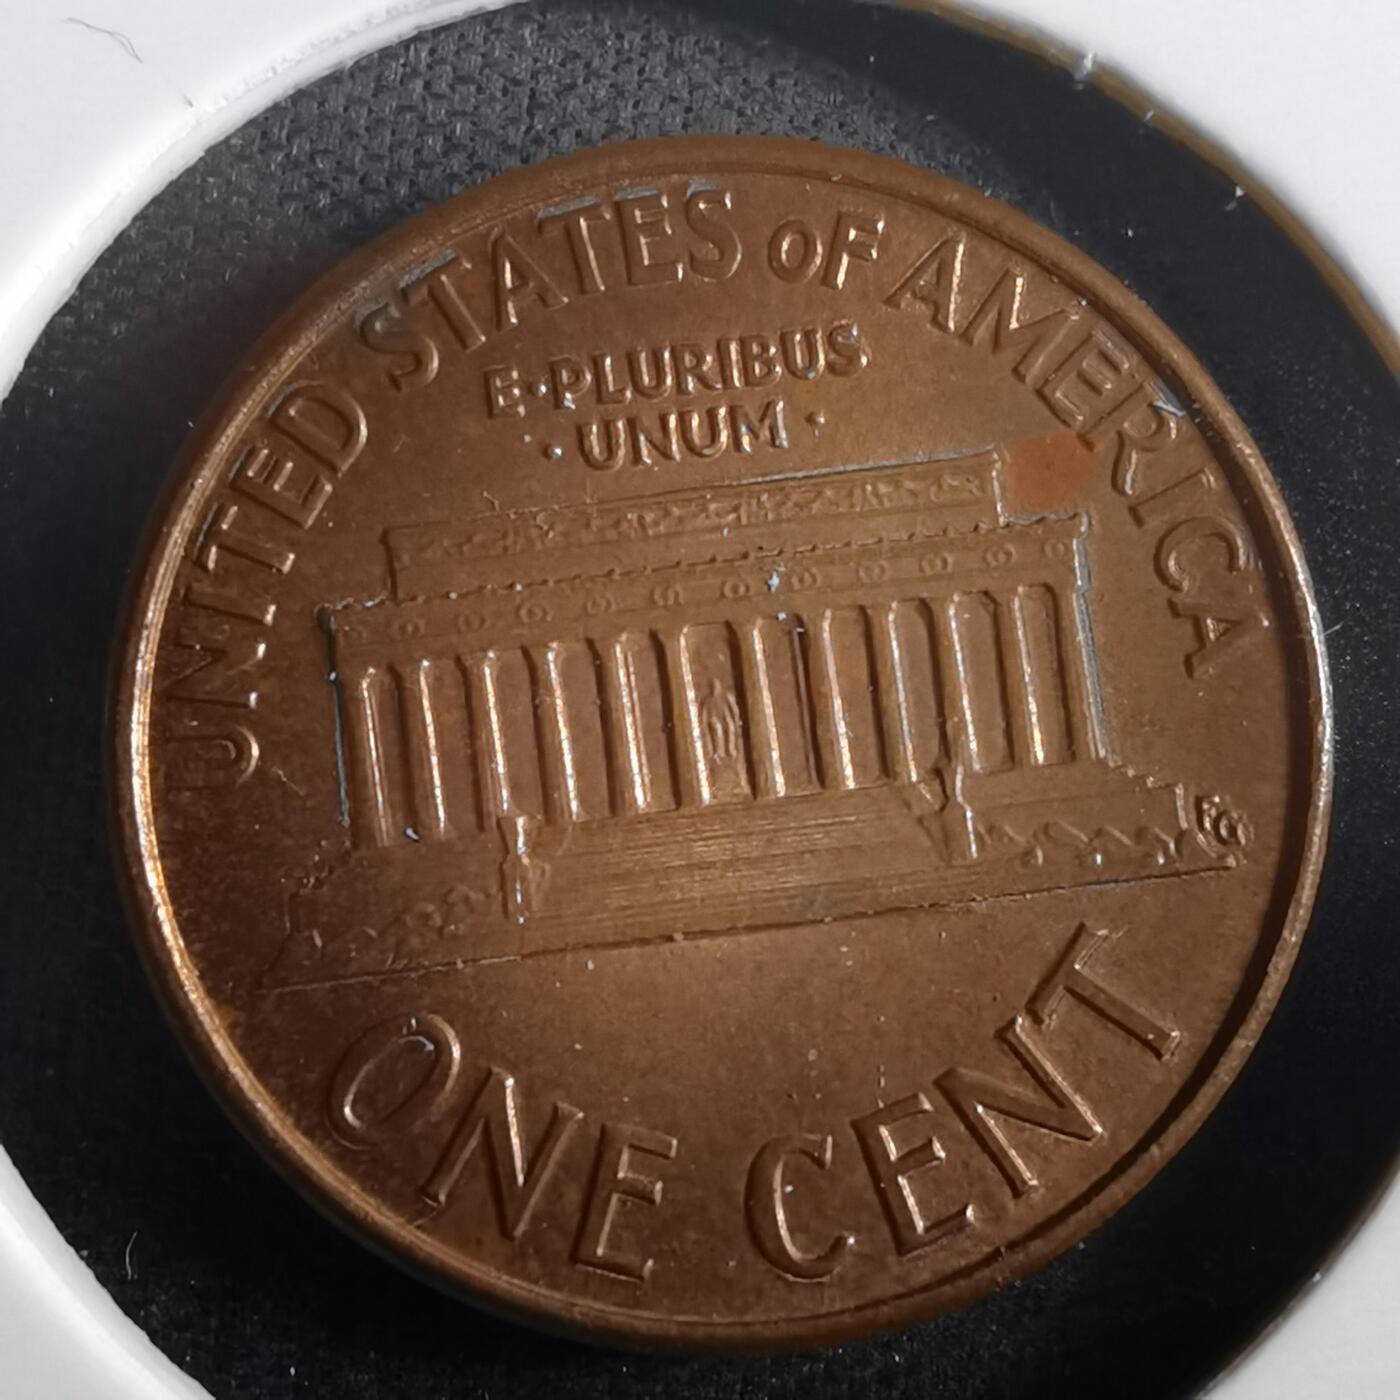 UNITED STATES OF AMERICA
E·PLURIBUS
·UNUM·
ONE CENT